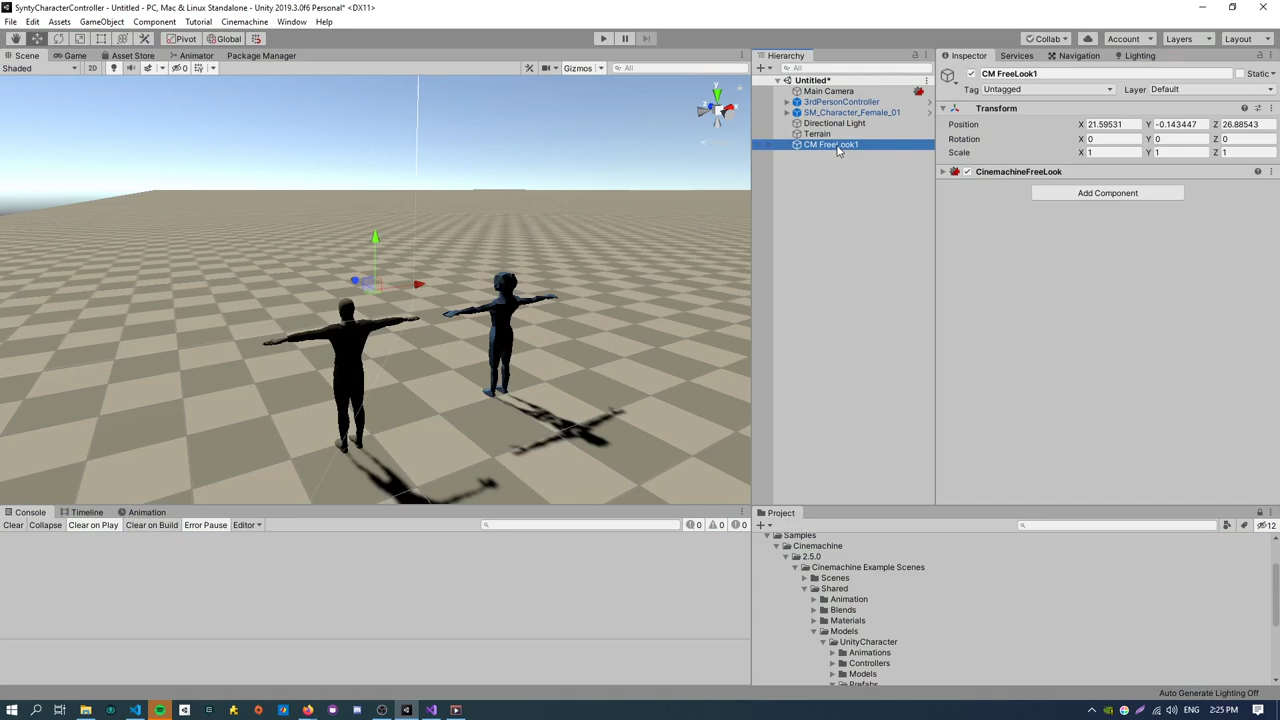 SyntyCharacterController - Untitled - PC, Mac & Linux Standalone - Unity 2019.3.0f6 Personal* <DX11>
File Edit Assets GameObject Component Tutorial Cinemachine Window Help
Pivot Global Collab Account Layers Layout
Scene Game Asset Store Animator Package Manager
Shaded 2D 0 Gizmos All
Hierarchy
All
Untitled*
Main Camera
3rdPersonController
SM_Character_Female_01
Directional Light
Terrain
CM FreeLook1
Inspector Services Navigation Lighting
CM FreeLook1 Static
Tag Untagged Layer Default
Transform
Position X 21.59531 Y -0.143447 Z 26.88543
Rotation X 0 Y 0 Z 0
Scale X 1 Y 1 Z 1
CinemachineFreeLook
Add Component
y
x
Console Timeline Animation
Clear Collapse Clear on Play Clear on Build Error Pause Editor 0 0 0
Project
12
Samples
Cinemachine
2.5.0
Cinemachine Example Scenes
Scenes
Shared
Animation
Blends
Materials
Models
UnityCharacter
Animations
Controllers
Models
Prefabs
Auto Generate Lighting Off
ENG 2:25 PM